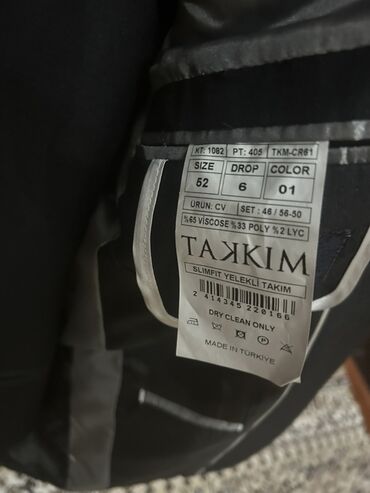 KT: 1082 PT: 405 TKM-CR61
SIZE DROP COLOR
52 6 01
ÜRÜN: CV SET : 46 / 56-50
%65 VISCOSE %33 POLY %2 LYC
TAKKIM
SLIMFIT YELEKLİ TAKIM
2 414345 220166
DRY CLEAN ONLY
P
MADE IN TÜRKİYE